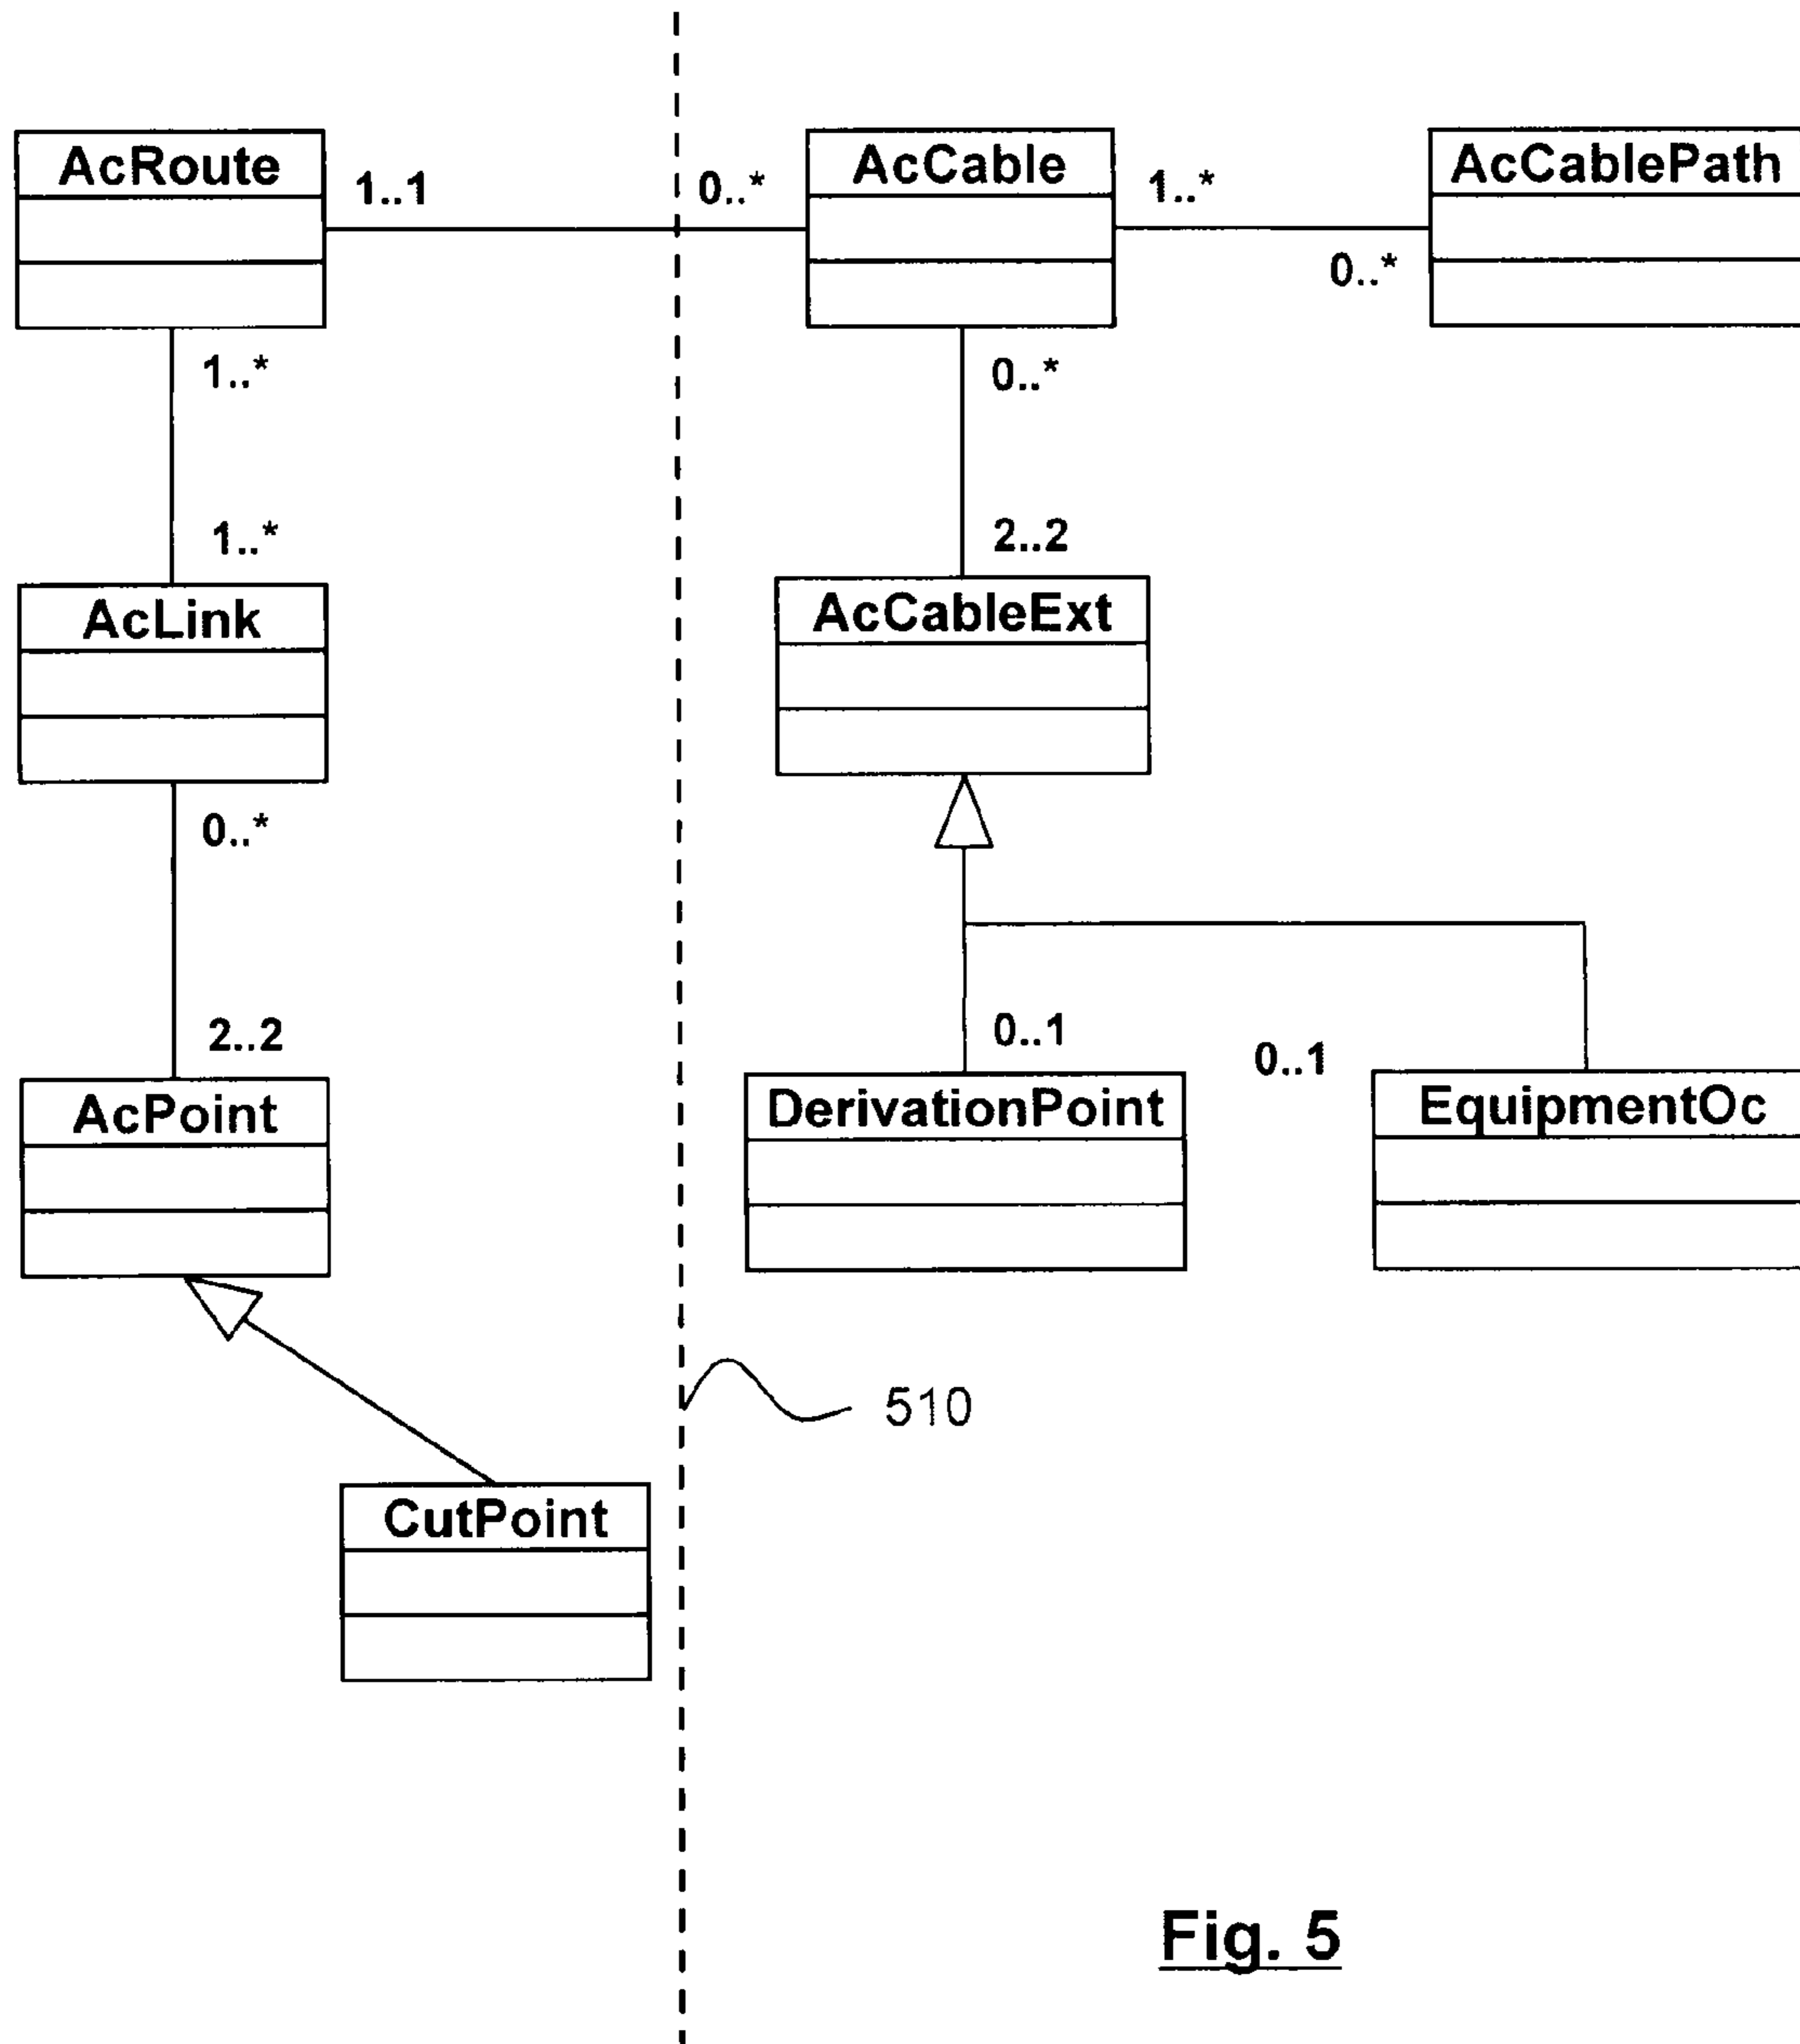 AcRoute
1..1
0..*
AcCable
1..*
0..*
AcCablePath
1..*
1..*
0..*
2..2
AcLink
AcCableExt
0..*
2..2
0..1
0..1
AcPoint
DerivationPoint
EquipmentOc
510
CutPoint
Fig. 5